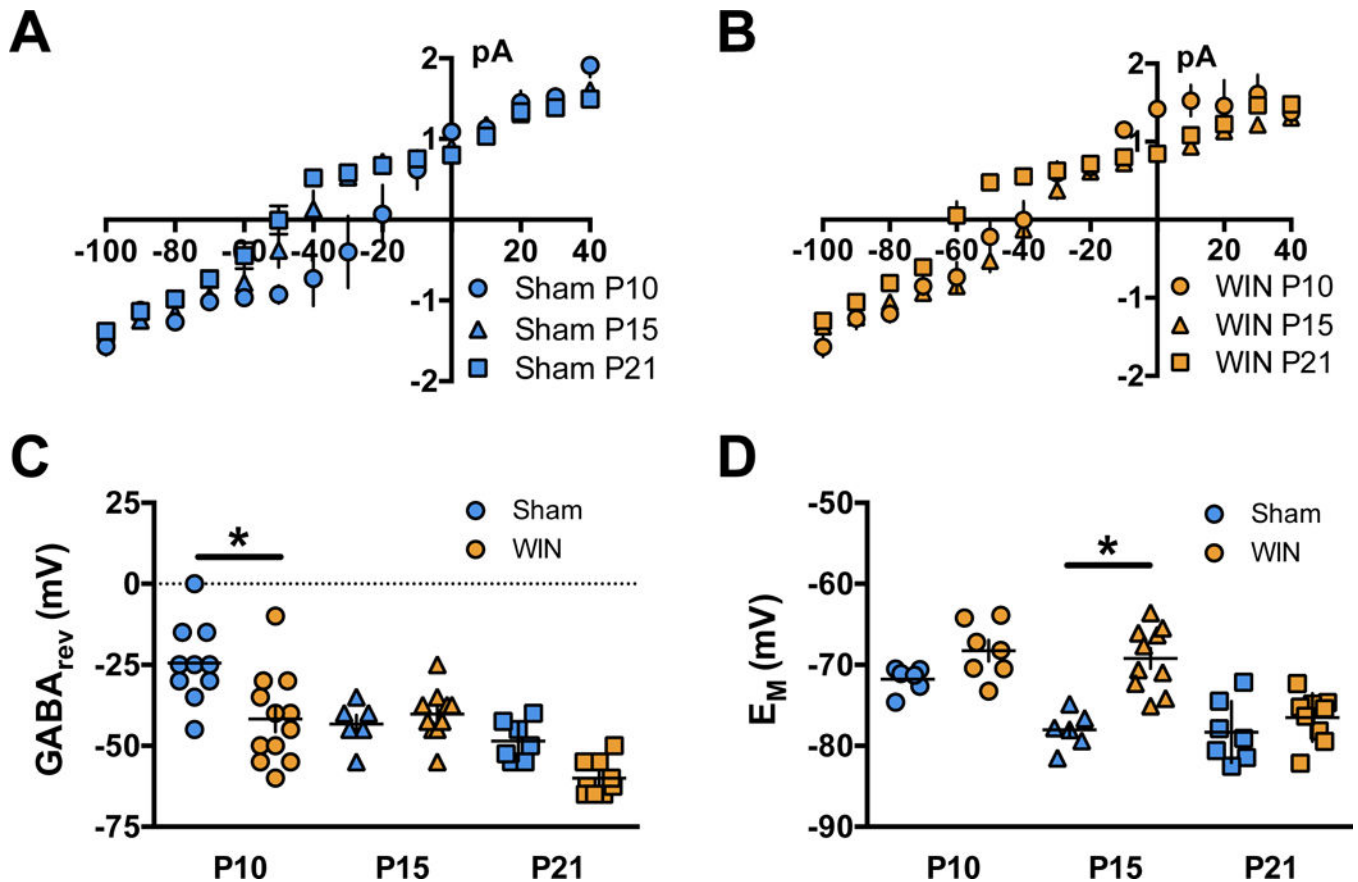 A
pA
2
1
-100 -80 -60 -40 -20 20 40
-1
-2
Sham P10
Sham P15
Sham P21
B
pA
2
1
-100 -80 -60 -40 -20 20 40
-1
-2
WIN P10
WIN P15
WIN P21
C
GABArev (mV)
25
0
-25
-50
-75
Sham
WIN
*
P10 P15 P21
D
EM (mV)
-50
-60
-70
-80
-90
Sham
WIN
*
P10 P15 P21